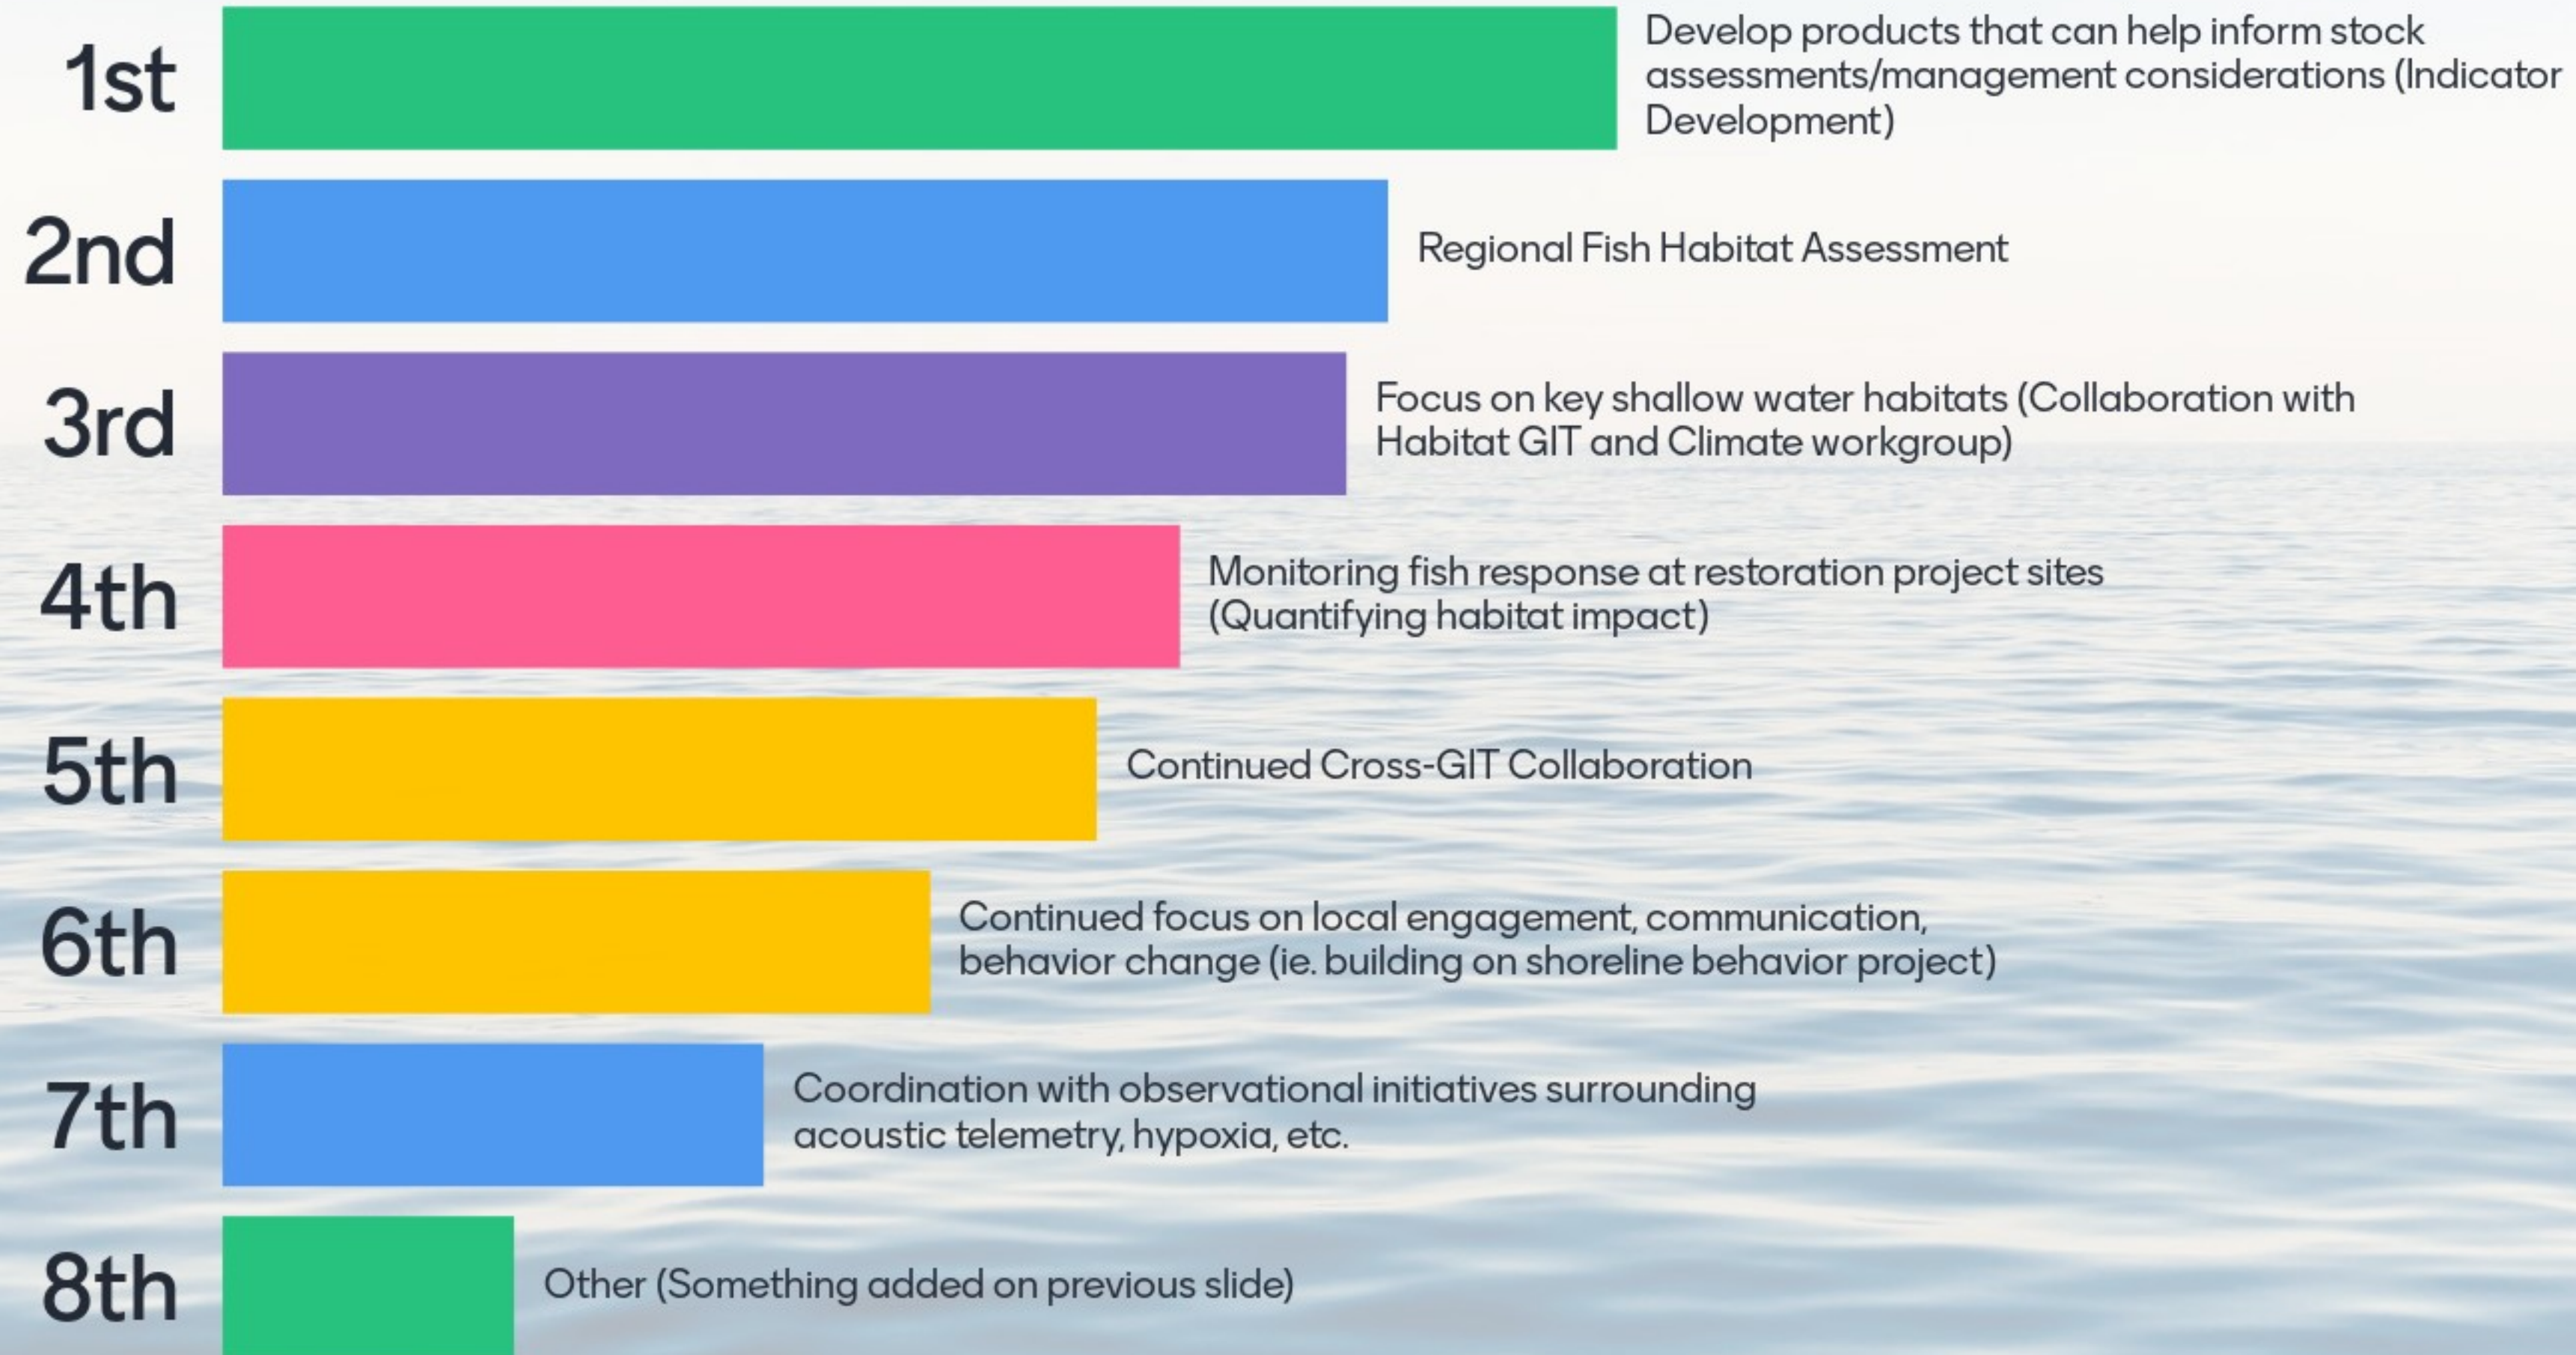 1st
Develop products that can help inform stock
assessments/management considerations (Indicator
Development)
2nd
Regional Fish Habitat Assessment
3rd
Focus on key shallow water habitats (Collaboration with
Habitat GIT and Climate workgroup)
4th
Monitoring fish response at restoration project sites
(Quantifying habitat impact)
5th
Continued Cross-GIT Collaboration
6th
Continued focus on local engagement, communication,
behavior change (ie. building on shoreline behavior project)
7th
Coordination with observational initiatives surrounding
acoustic telemetry, hypoxia, etc.
8th
Other (Something added on previous slide)